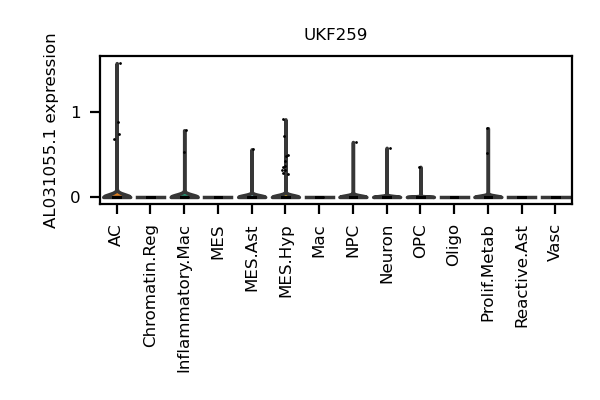 UKF259
AL031055.1 expression
1
0
AC
Chromatin.Reg
Inflammatory.Mac
MES
MES.Ast
MES.Hyp
Mac
NPC
Neuron
OPC
Oligo
Prolif.Metab
Reactive.Ast
Vasc